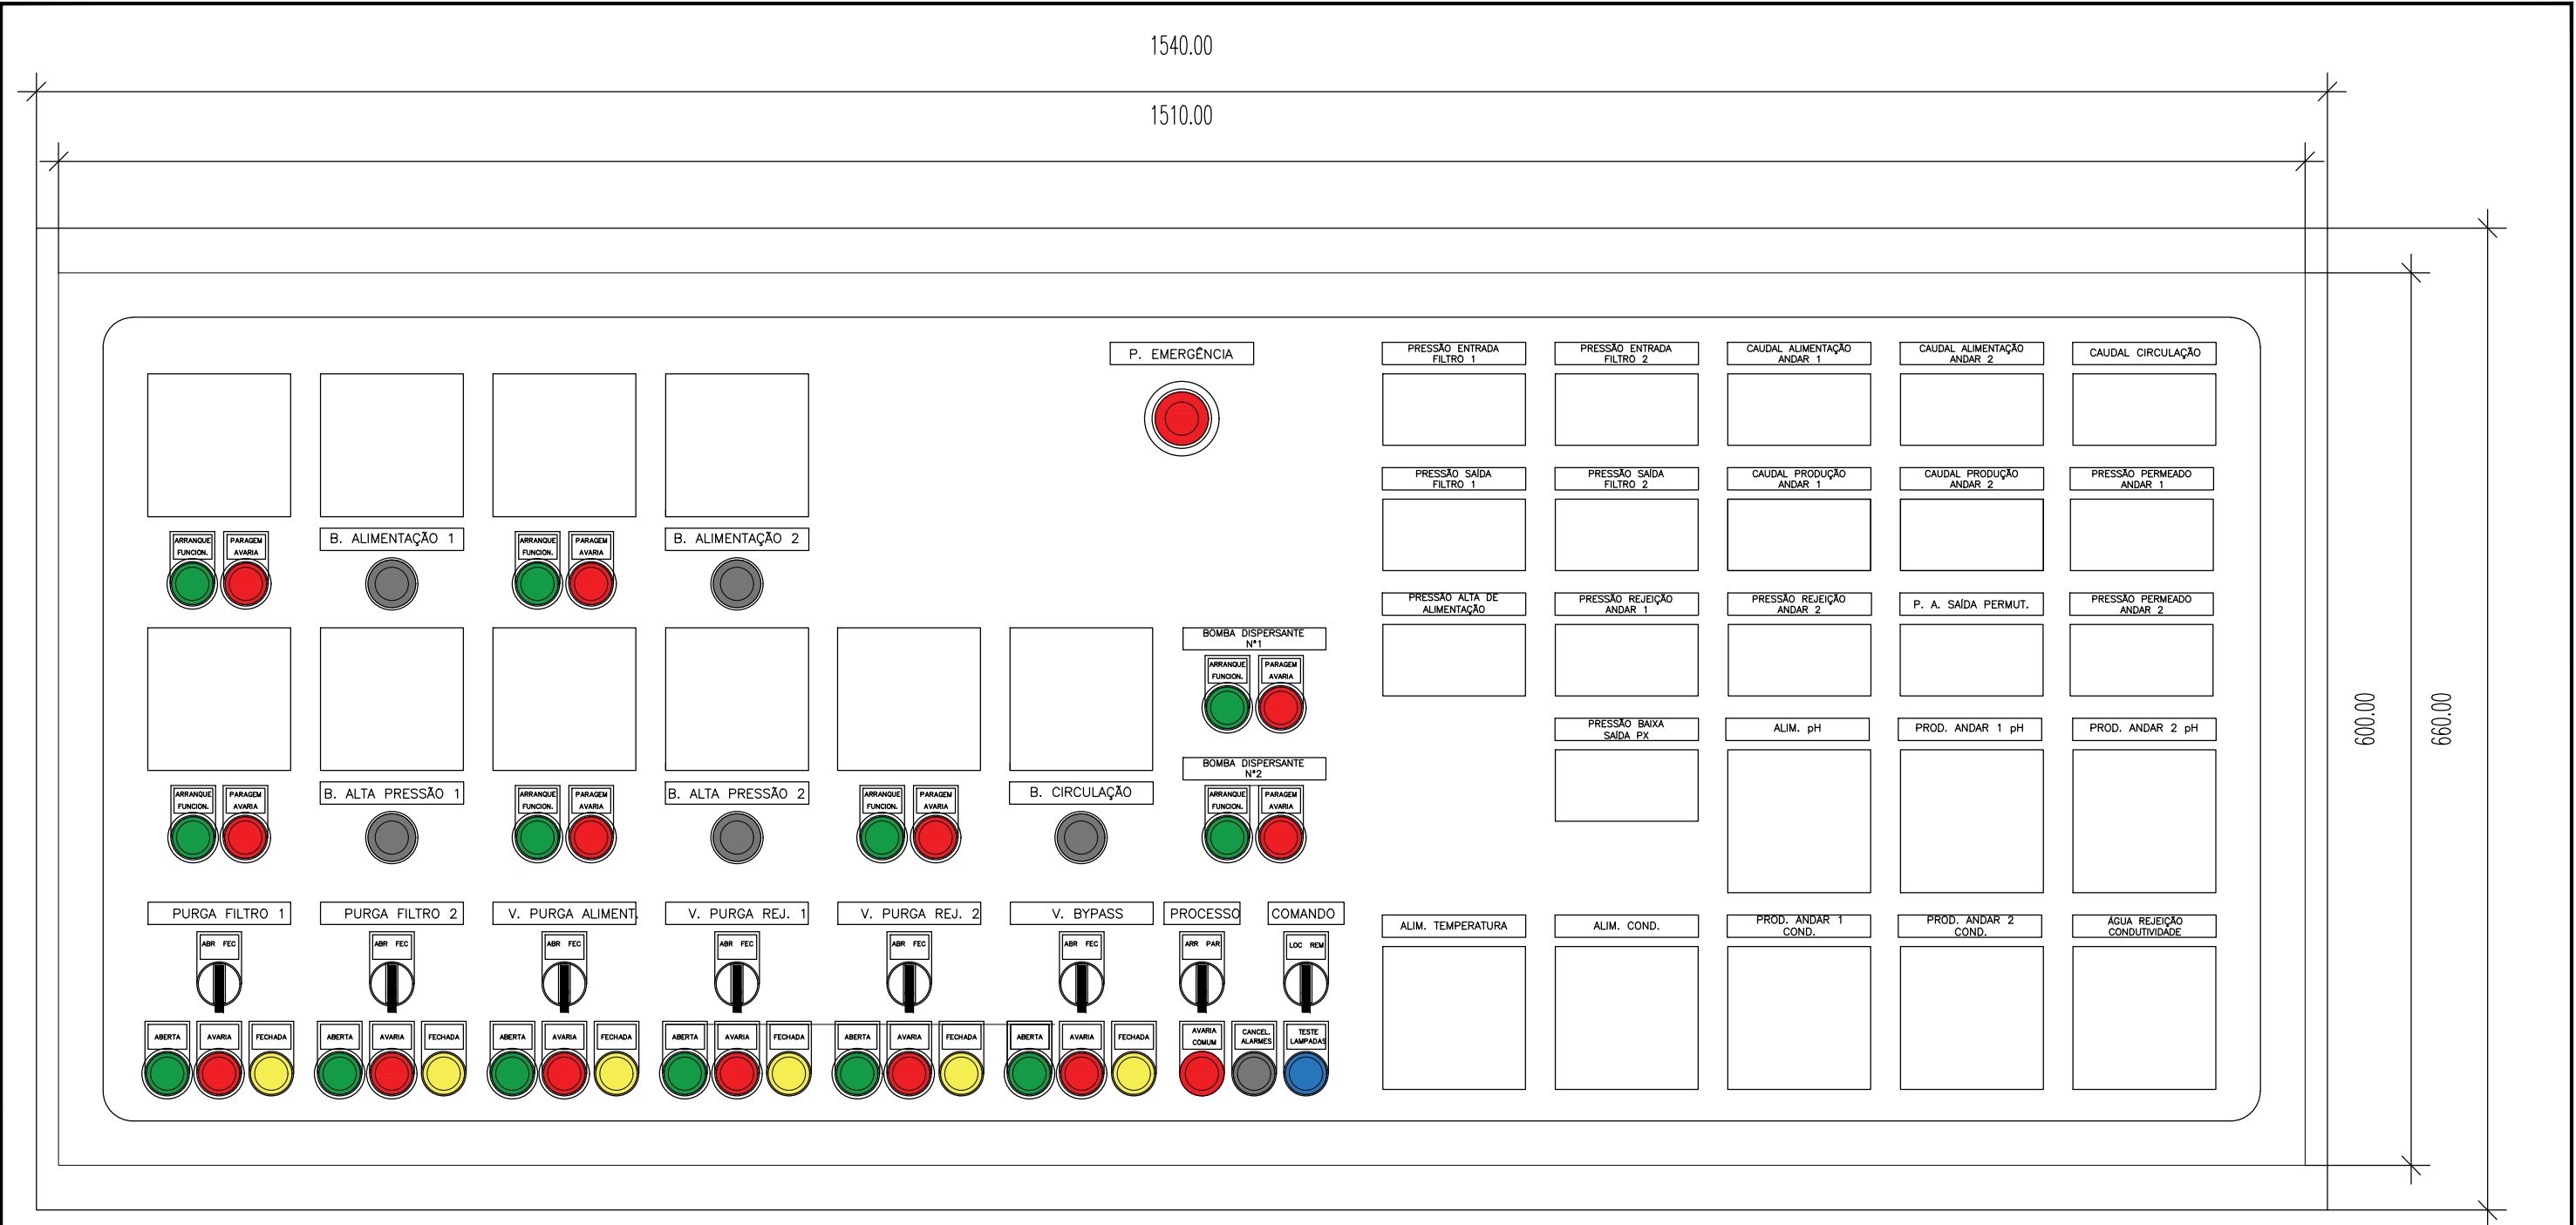 1540.00
1510.00
P. EMERGÊNCIA
PRESSÃO ENTRADA
FILTRO 1
PRESSÃO ENTRADA
FILTRO 2
CAUDAL ALIMENTAÇÃO
ANDAR 1
CAUDAL ALIMENTAÇÃO
ANDAR 2
CAUDAL CIRCULAÇÃO
PRESSÃO SAÍDA
FILTRO 1
PRESSÃO SAÍDA
FILTRO 2
CAUDAL PRODUÇÃO
ANDAR 1
CAUDAL PRODUÇÃO
ANDAR 2
PRESSÃO PERMEADO
ANDAR 1
ARRANQUE
FUNCION.
PARAGEM
AVARIA
B. ALIMENTAÇÃO 1
ARRANQUE
FUNCION.
PARAGEM
AVARIA
B. ALIMENTAÇÃO 2
PRESSÃO ALTA DE
ALIMENTAÇÃO
PRESSÃO REJEIÇÃO
ANDAR 1
PRESSÃO REJEIÇÃO
ANDAR 2
P. A. SAÍDA PERMUT.
PRESSÃO PERMEADO
ANDAR 2
BOMBA DISPERSANTE
N°1
ARRANQUE
FUNCION.
PARAGEM
AVARIA
600.00
660.00
PRESSÃO BAIXA
SAÍDA PX
ALIM. pH
PROD. ANDAR 1 pH
PROD. ANDAR 2 pH
BOMBA DISPERSANTE
N°2
ARRANQUE
FUNCION.
PARAGEM
AVARIA
B. ALTA PRESSÃO 1
ARRANQUE
FUNCION.
PARAGEM
AVARIA
B. ALTA PRESSÃO 2
ARRANQUE
FUNCION.
PARAGEM
AVARIA
B. CIRCULAÇÃO
ARRANQUE
FUNCION.
PARAGEM
AVARIA
PURGA FILTRO 1
PURGA FILTRO 2
V. PURGA ALIMENT.
V. PURGA REJ. 1
V. PURGA REJ. 2
V. BYPASS
PROCESSO
COMANDO
ALIM. TEMPERATURA
ALIM. COND.
PROD. ANDAR 1
COND.
PROD. ANDAR 2
COND.
ÁGUA REJEIÇÃO
CONDUTIVIDADE
ABR FEC
ABR FEC
ABR FEC
ABR FEC
ABR FEC
ABR FEC
ARR PAR
LOC REM
ABERTA
AVARIA
FECHADA
ABERTA
AVARIA
FECHADA
ABERTA
AVARIA
FECHADA
ABERTA
AVARIA
FECHADA
ABERTA
AVARIA
FECHADA
ABERTA
AVARIA
FECHADA
AVARIA
COMUM
CANCEL.
ALARMES
TESTE
LAMPADAS